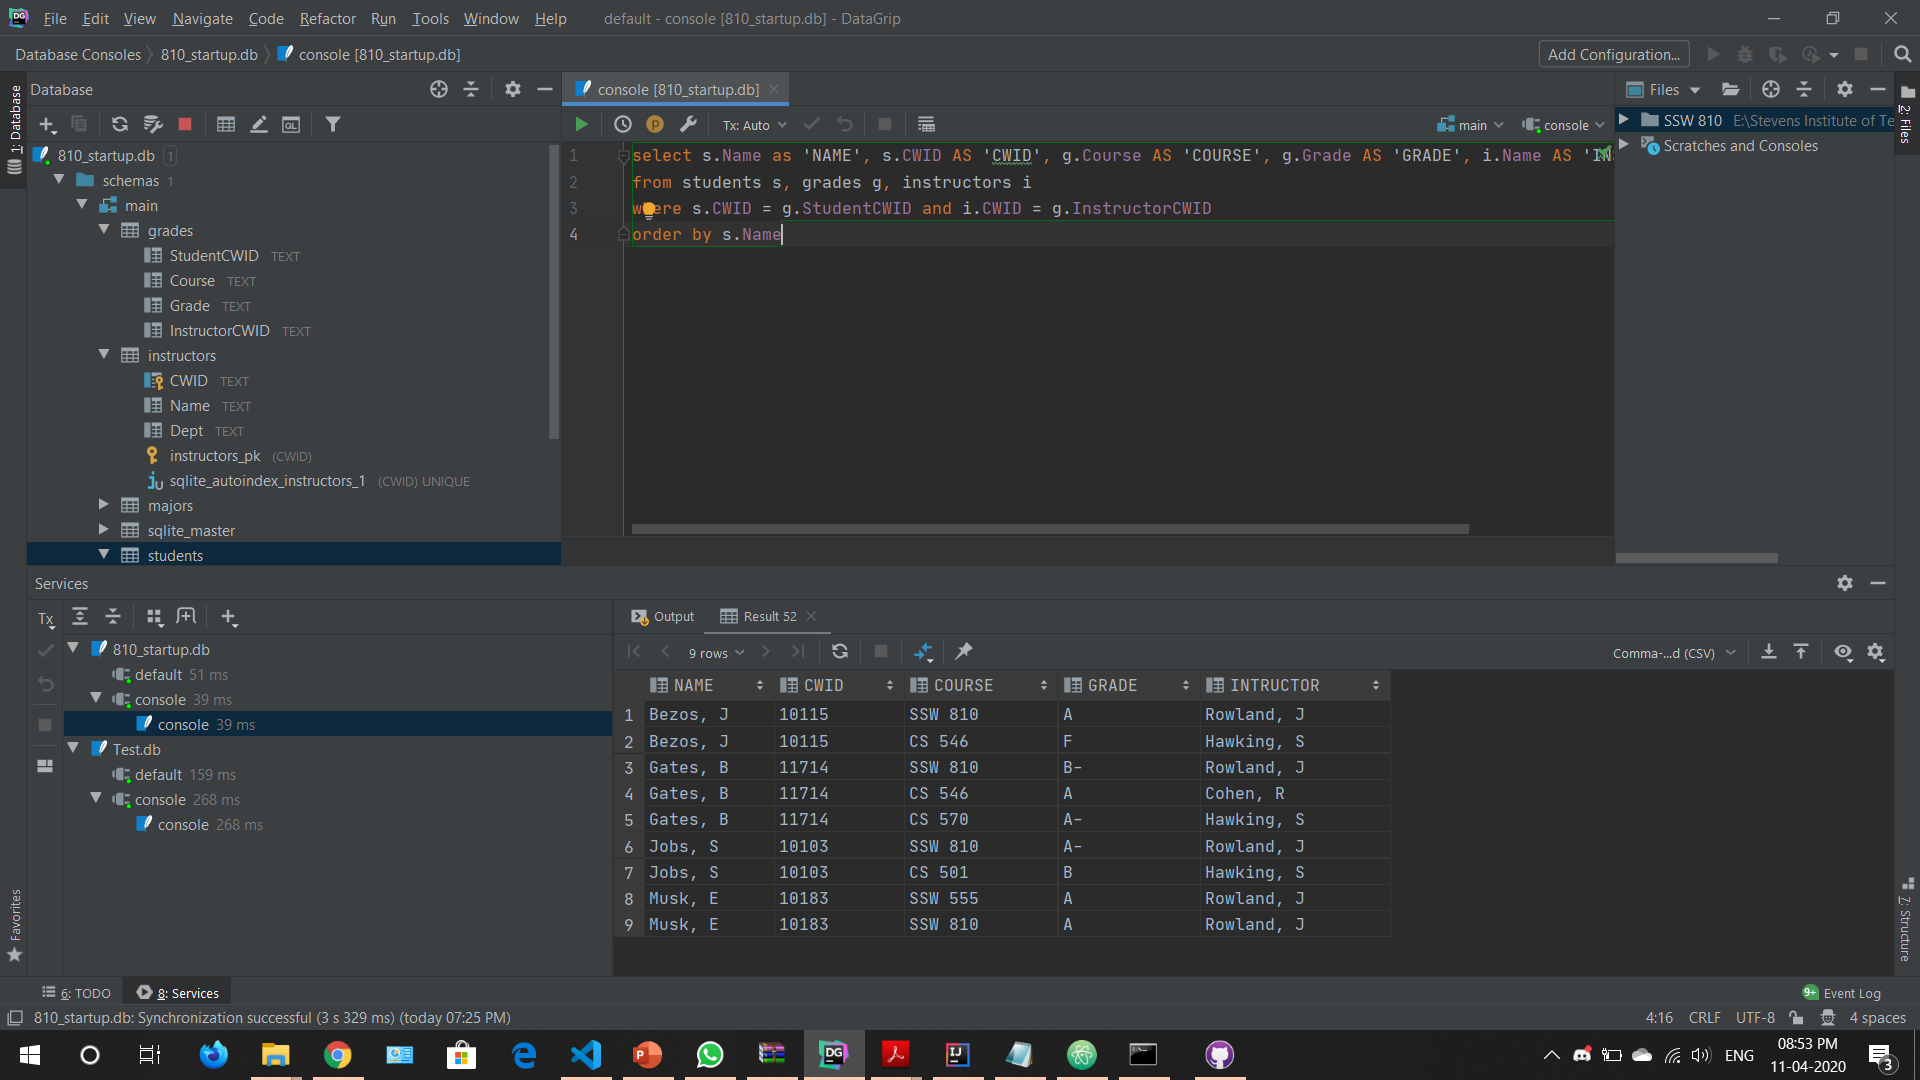 File Edit View Navigate Code Refactor Run Tools Window Help default - console [810_startup.db] - DataGrip
Database Consoles 810_startup.db console [810_startup.db] Add Configuration...
Database
console [810_startup.db]
Files
1: Database
2: Files
Tx: Auto
main
console
810_startup.db 1
schemas 1
main
grades
StudentCWID TEXT
Course TEXT
Grade TEXT
InstructorCWID TEXT
instructors
CWID TEXT
Name TEXT
Dept TEXT
instructors_pk (CWID)
sqlite_autoindex_instructors_1 (CWID) UNIQUE
majors
sqlite_master
students
1 select s.Name as 'NAME', s.CWID AS 'CWID', g.Course AS 'COURSE', g.Grade AS 'GRADE', i.Name AS 'INS
2 from students s, grades g, instructors i
3 where s.CWID = g.StudentCWID and i.CWID = g.InstructorCWID
4 order by s.Name
SSW 810 E:\Stevens Institute of Te
Scratches and Consoles
Services
Tx
810_startup.db
default 51 ms
console 39 ms
console 39 ms
Test.db
default 159 ms
console 268 ms
console 268 ms
Output Result 52
9 rows
Comma-...d (CSV)
NAME CWID COURSE GRADE INTRUCTOR
1 Bezos, J 10115 SSW 810 A Rowland, J
2 Bezos, J 10115 CS 546 F Hawking, S
3 Gates, B 11714 SSW 810 B- Rowland, J
4 Gates, B 11714 CS 546 A Cohen, R
5 Gates, B 11714 CS 570 A- Hawking, S
6 Jobs, S 10103 SSW 810 A- Rowland, J
7 Jobs, S 10103 CS 501 B Hawking, S
8 Musk, E 10183 SSW 555 A Rowland, J
9 Musk, E 10183 SSW 810 A Rowland, J
Favorites
7: Structure
6: TODO 8: Services
9+ Event Log
810_startup.db: Synchronization successful (3 s 329 ms) (today 07:25 PM)
4:16 CRLF UTF-8 4 spaces
ENG
08:53 PM
11-04-2020
3